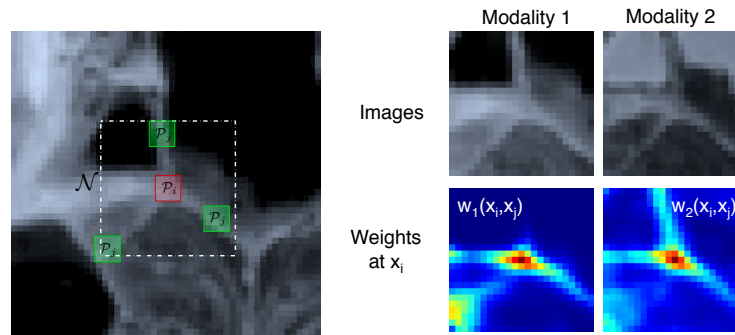 Modality 1
Modality 2
Images
𝒫ⱼ
𝒩
𝒫ᵢ
𝒫ⱼ
𝒫ⱼ
w₁(xᵢ,xⱼ)
w₂(xᵢ,xⱼ)
Weights
at xᵢ